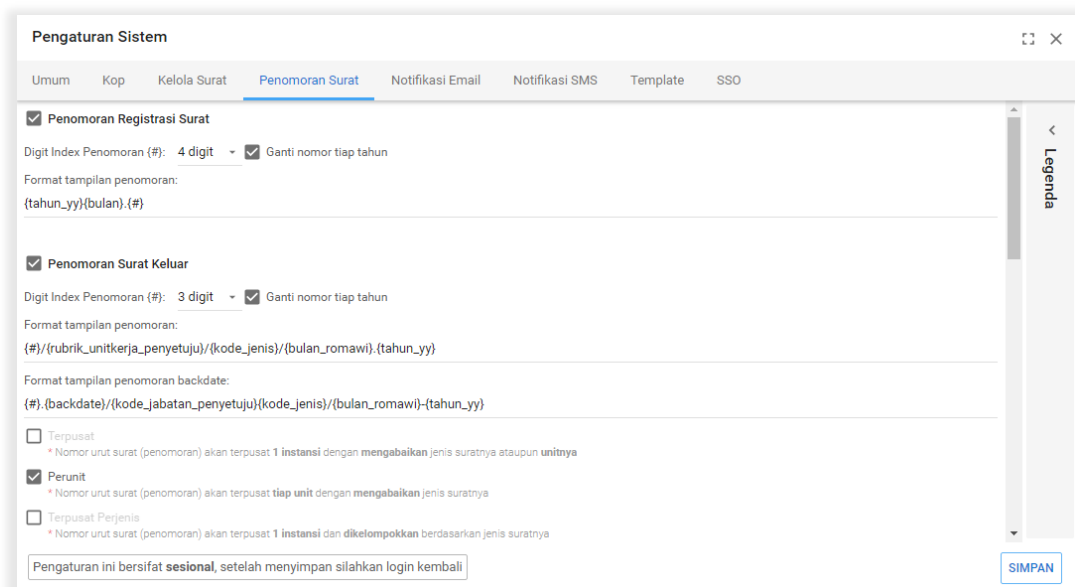 Pengaturan Sistem
Umum Kop Kelola Surat Penomoran Surat Notifikasi Email Notifikasi SMS Template SSO
Penomoran Registrasi Surat
Digit Index Penomoran {#}: 4 digit Ganti nomor tiap tahun
Format tampilan penomoran:
{tahun_yy}{bulan}.{#}
Penomoran Surat Keluar
Digit Index Penomoran {#}: 3 digit Ganti nomor tiap tahun
Format tampilan penomoran:
{#}/{rubrik_unitkerja_penyetuju}/{kode_jenis}/{bulan_romawi}.{tahun_yy}
Format tampilan penomoran backdate:
{#}.{backdate}/{kode_jabatan_penyetuju}{kode_jenis}/{bulan_romawi}-{tahun_yy}
Terpusat
* Nomor urut surat (penomoran) akan terpusat 1 instansi dengan mengabaikan jenis suratnya ataupun unitnya
Perunit
* Nomor urut surat (penomoran) akan terpusat tiap unit dengan mengabaikan jenis suratnya
Terpusat Perjenis
* Nomor urut surat (penomoran) akan terpusat 1 instansi dan dikelompokkan berdasarkan jenis suratnya
Legenda
Pengaturan ini bersifat sesional, setelah menyimpan silahkan login kembali
SIMPAN